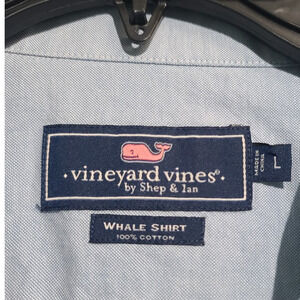 ·vineyard vines®·
by Shep & Ian
MADE IN
CHINA
L
WHALE SHIRT
100% COTTON